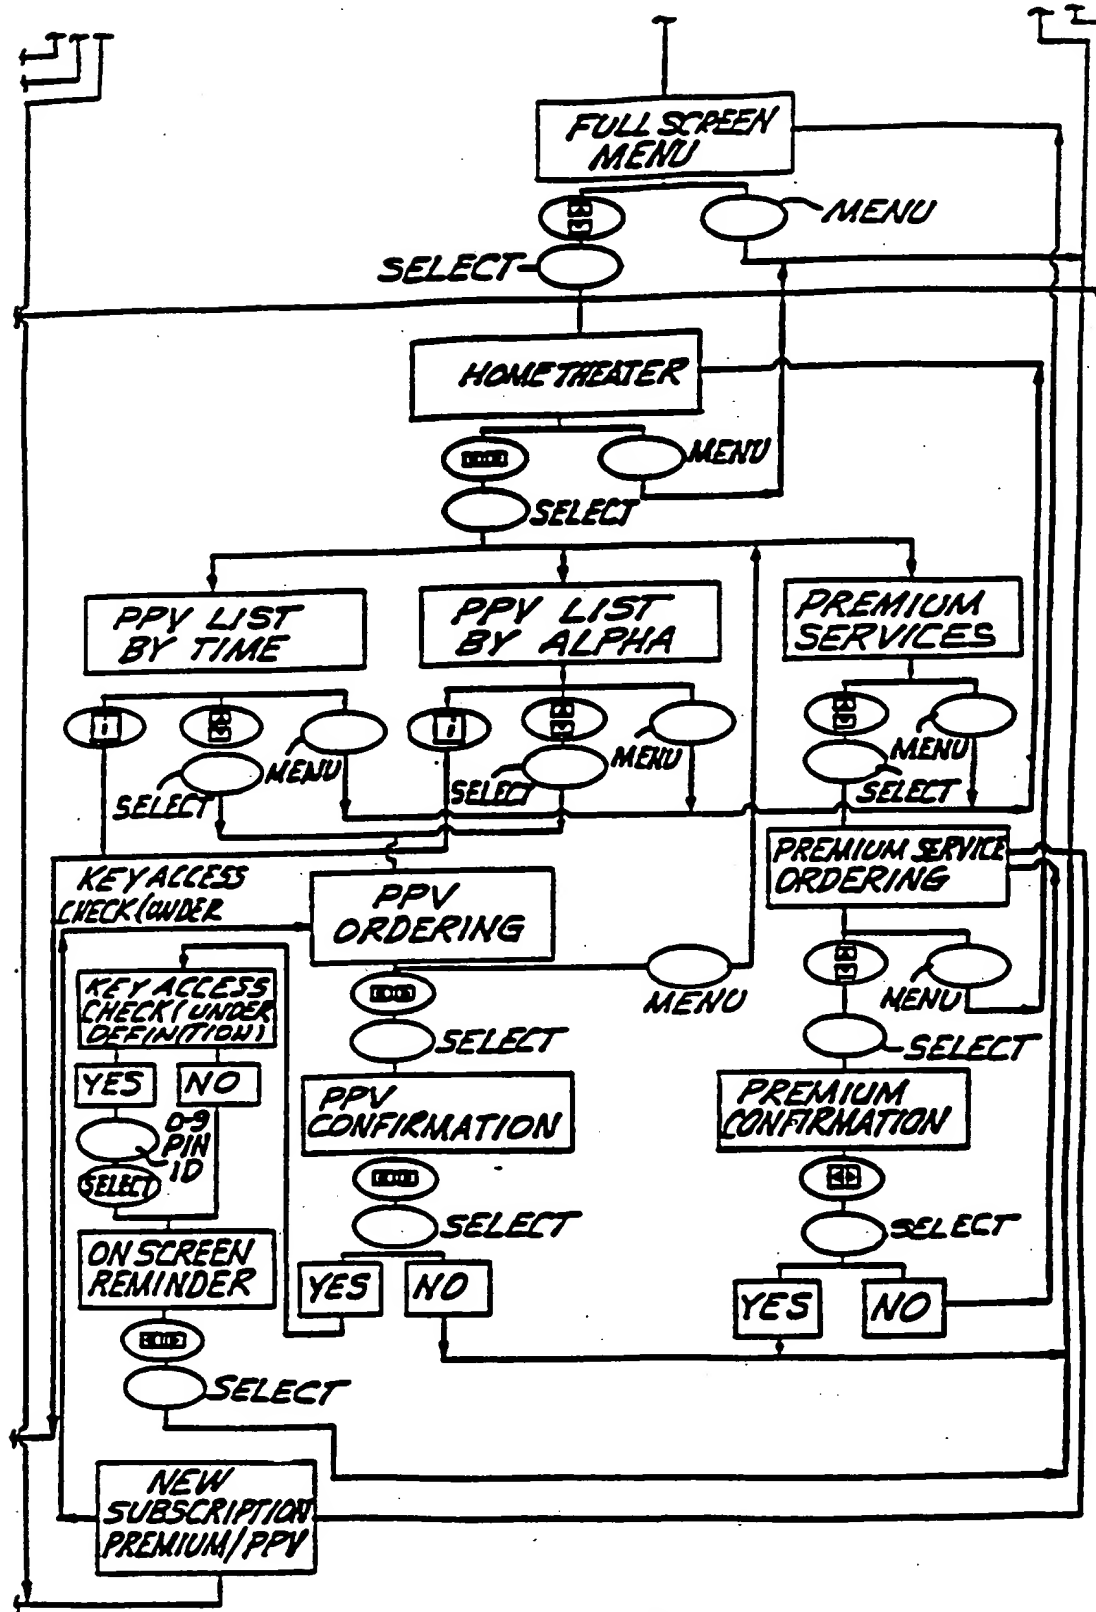 FULL SCREEN
MENU
MENU
SELECT
HOME THEATER
MENU
SELECT
PPV LIST
BY TIME
PPV LIST
BY ALPHA
PREMIUM
SERVICES
i
SELECT
MENU
i
SELECT
MENU
MENU
SELECT
KEY ACCESS
CHECK (UNDER
PPV
ORDERING
PREMIUM SERVICE
ORDERING
MENU
MENU
SELECT
KEY ACCESS
CHECK (UNDER
DEFINITION)
YES
NO
0-9
PIN
ID
SELECT
SELECT
PPV
CONFIRMATION
PREMIUM
CONFIRMATION
SELECT
SELECT
ON SCREEN
REMINDER
YES
NO
YES
NO
SELECT
NEW
SUBSCRIPTION
PREMIUM/PPV